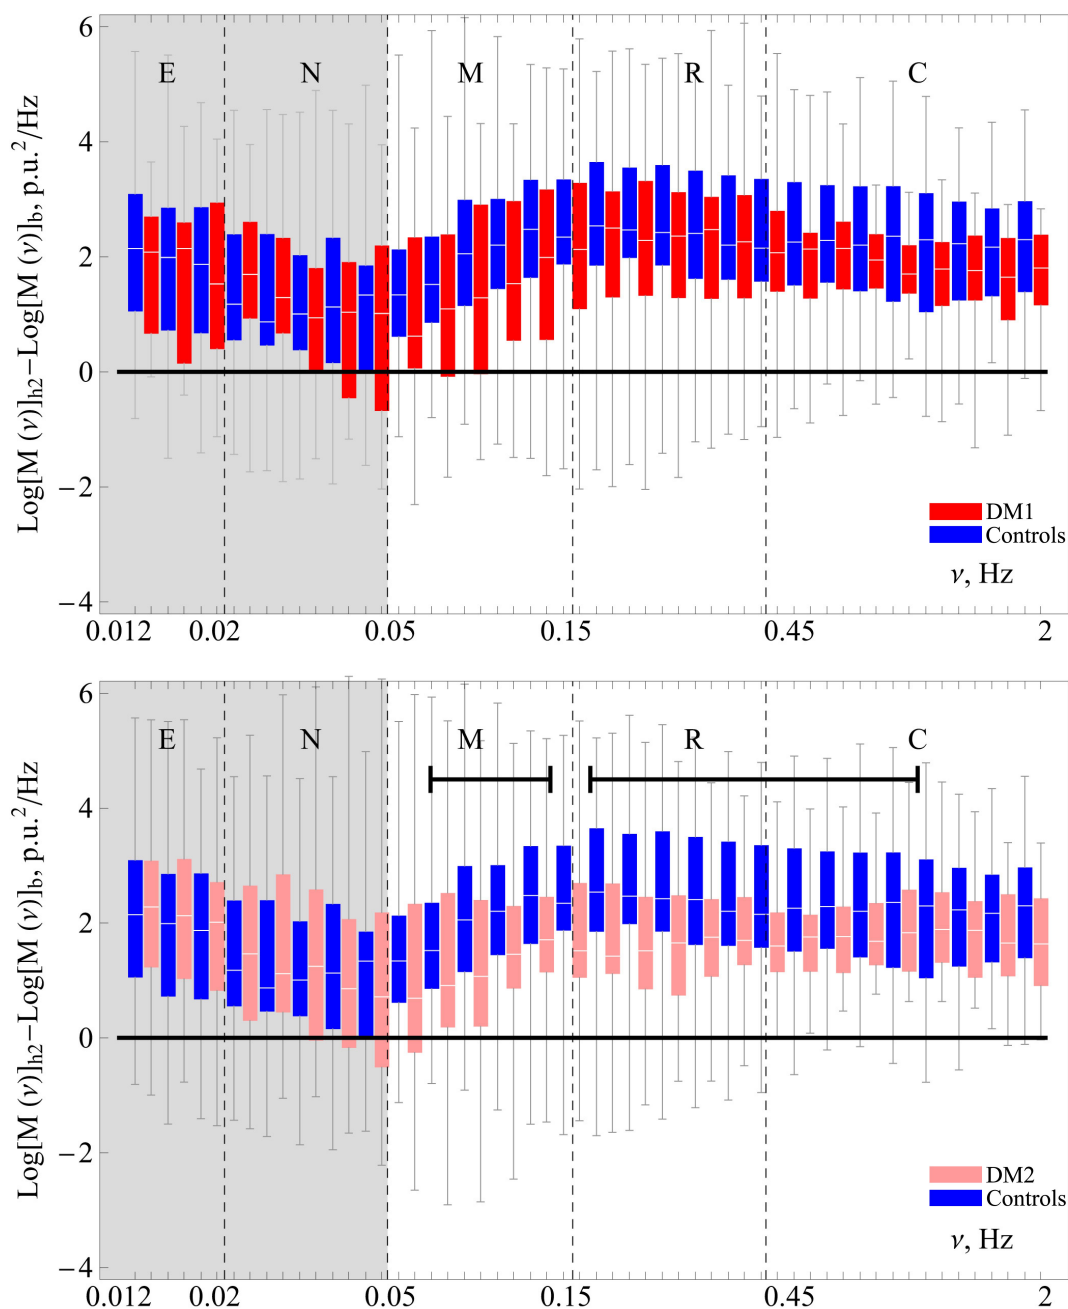 6
E N M R C
4
2
0
−2
−4
Log[M (ν)]h2−Log[M (ν)]b, p.u.²/Hz
DM1
Controls
ν, Hz
0.012 0.02 0.05 0.15 0.45 2
6
E N M R C
4
2
0
−2
−4
Log[M (ν)]h2−Log[M (ν)]b, p.u.²/Hz
DM2
Controls
ν, Hz
0.012 0.02 0.05 0.15 0.45 2